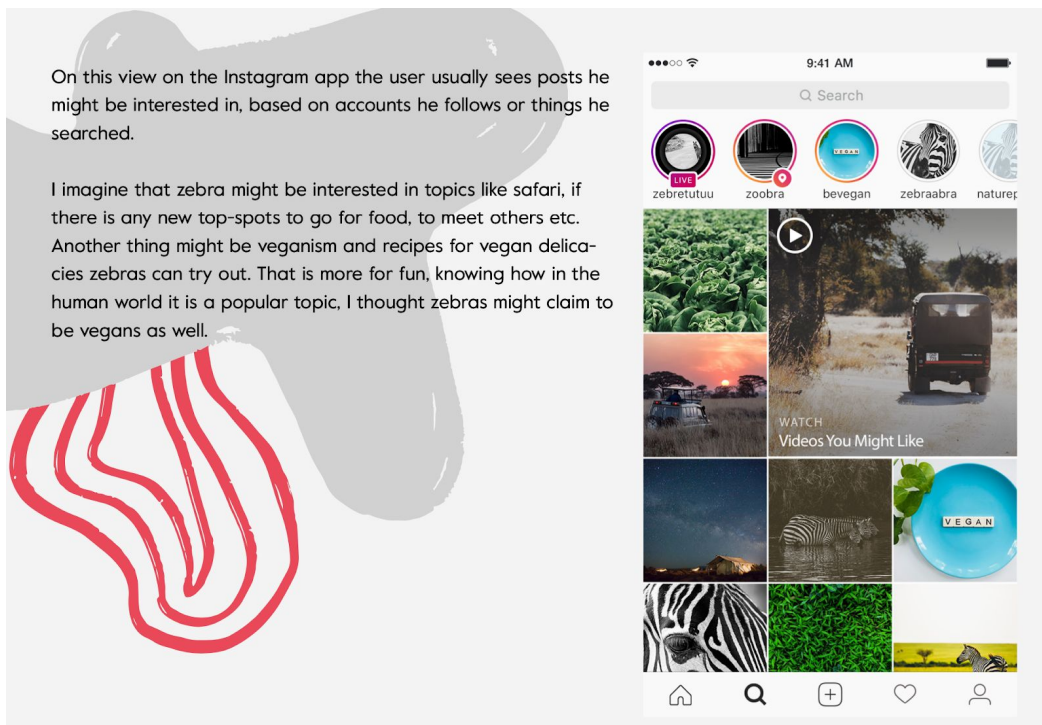 On this view on the Instagram app the user usually sees posts he
might be interested in, based on accounts he follows or things he
searched.
I imagine that zebra might be interested in topics like safari, if
there is any new top-spots to go for food, to meet others etc.
Another thing might be veganism and recipes for vegan delica-
cies zebras can try out. That is more for fun, knowing how in the
human world it is a popular topic, I thought zebras might claim to
be vegans as well.
9:41 AM
Search
VEGAN
LIVE
zebretutuu zoobra bevegan zebraabra naturep
WATCH
Videos You Might Like
VEGAN